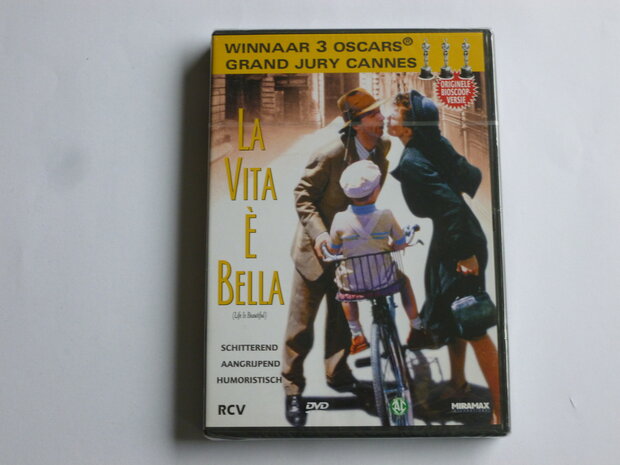 WINNAAR 3 OSCARS®
GRAND JURY CANNES
ORIGINELE
BIOSCOOP-
VERSIE
LA
VITA
È
BELLA
(Life Is Beautiful)
SCHITTEREND
AANGRIJPEND
HUMORISTISCH
RCV
DVD
AL
MIRAMAX